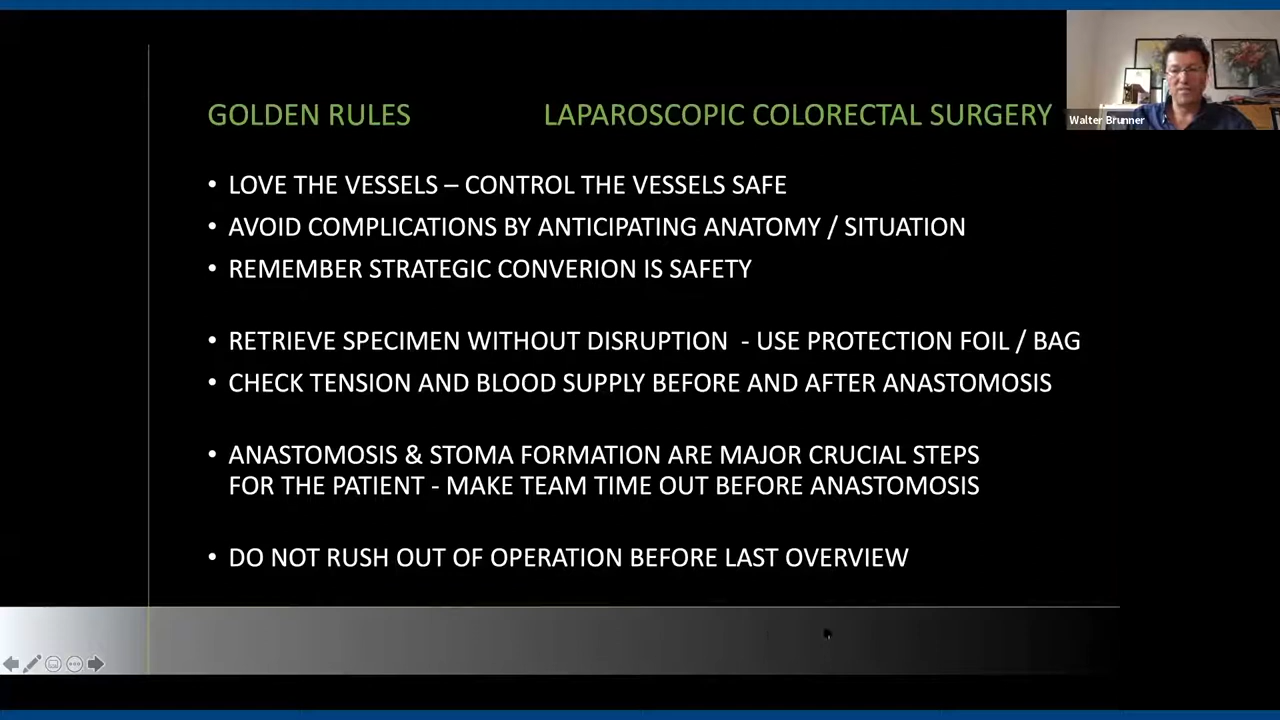 Walter Brunner
GOLDEN RULES LAPAROSCOPIC COLORECTAL SURGERY
• LOVE THE VESSELS – CONTROL THE VESSELS SAFE
• AVOID COMPLICATIONS BY ANTICIPATING ANATOMY / SITUATION
• REMEMBER STRATEGIC CONVERION IS SAFETY
• RETRIEVE SPECIMEN WITHOUT DISRUPTION - USE PROTECTION FOIL / BAG
• CHECK TENSION AND BLOOD SUPPLY BEFORE AND AFTER ANASTOMOSIS
• ANASTOMOSIS & STOMA FORMATION ARE MAJOR CRUCIAL STEPS
FOR THE PATIENT - MAKE TEAM TIME OUT BEFORE ANASTOMOSIS
• DO NOT RUSH OUT OF OPERATION BEFORE LAST OVERVIEW